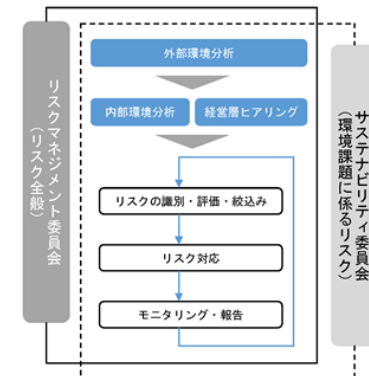 リスクマネジメント委員会
（リスク全般）
外部環境分析
内部環境分析
経営層ヒアリング
リスクの識別・評価・絞込み
リスク対応
モニタリング・報告
サステナビリティ委員会
（環境課題に係るリスク）